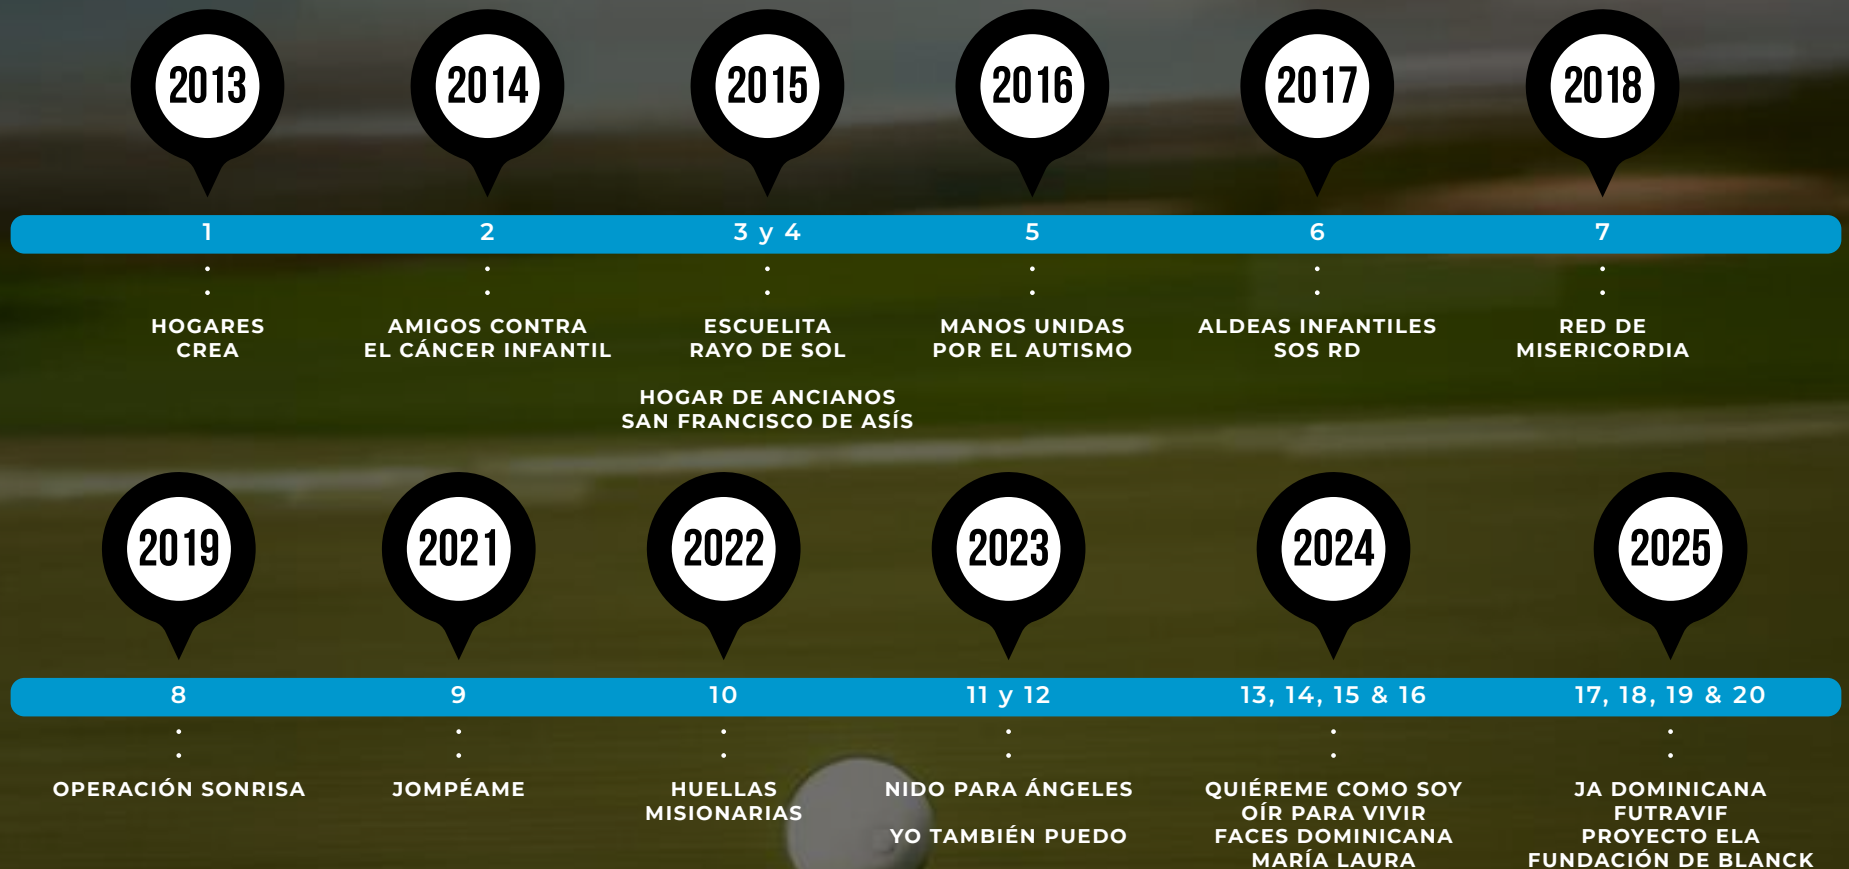 2013 2014 2015 2016 2017 2018
1 2 3 y 4 5 6 7
HOGARES
CREA
AMIGOS CONTRA
EL CÁNCER INFANTIL
ESCUELITA
RAYO DE SOL
HOGAR DE ANCIANOS
SAN FRANCISCO DE ASÍS
MANOS UNIDAS
POR EL AUTISMO
ALDEAS INFANTILES
SOS RD
RED DE
MISERICORDIA
2019 2021 2022 2023 2024 2025
8 9 10 11 y 12 13, 14, 15 & 16 17, 18, 19 & 20
OPERACIÓN SONRISA
JOMPÉAME
HUELLAS
MISIONARIAS
NIDO PARA ÁNGELES
YO TAMBIÉN PUEDO
QUIÉREME COMO SOY
OÍR PARA VIVIR
FACES DOMINICANA
MARÍA LAURA
JA DOMINICANA
FUTRAVIF
PROYECTO ELA
FUNDACIÓN DE BLANCK